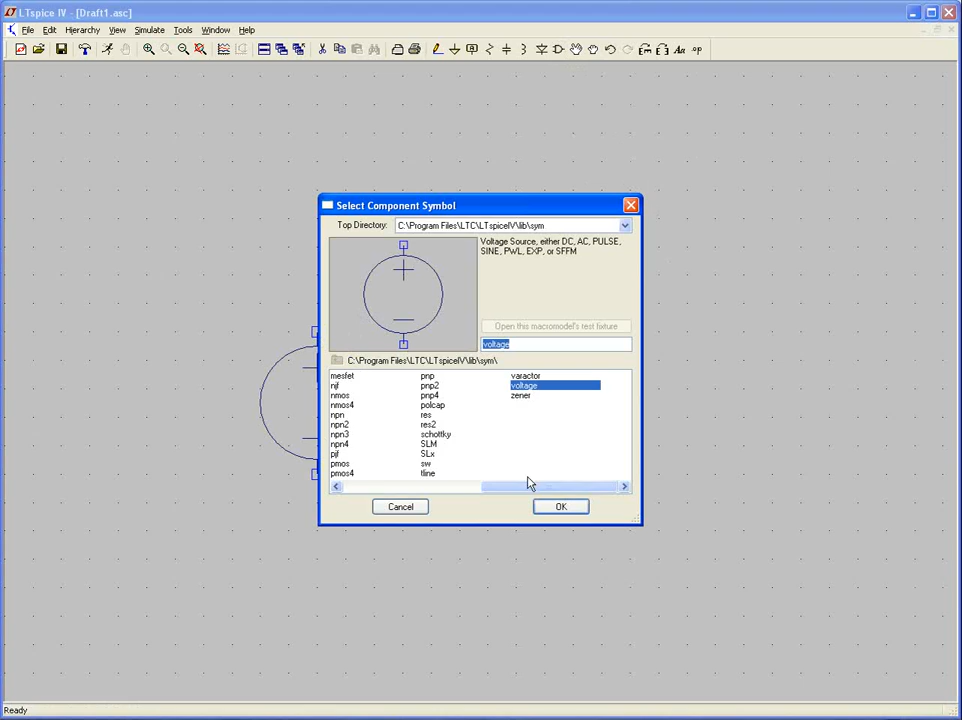 LTspice IV - [Draft1.asc]
File Edit Hierarchy View Simulate Tools Window Help
Aa .op
Select Component Symbol
Top Directory: C:\Program Files\LTC\LTspiceIV\lib\sym
Voltage Source, either DC, AC, PULSE,
SINE, PWL, EXP, or SFFM
Open this macromodel's test fixture
voltage
C:\Program Files\LTC\LTspiceIV\lib\sym\
mesfet pnp varactor
njf pnp2 voltage
nmos pnp4 zener
nmos4 polcap
npn res
npn2 res2
npn3 schottky
npn4 SLM
pjf SLx
pmos sw
pmos4 tline
Cancel OK
Ready